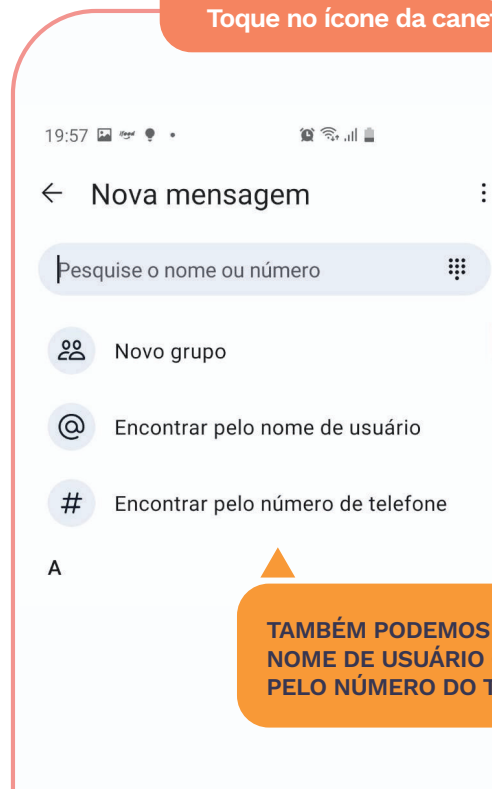 Toque no ícone da cane
19:57
Nova mensagem
Pesquise o nome ou número
Novo grupo
@ Encontrar pelo nome de usuário
# Encontrar pelo número de telefone
A
TAMBÉM PODEMOS
NOME DE USUÁRIO
PELO NÚMERO DO T